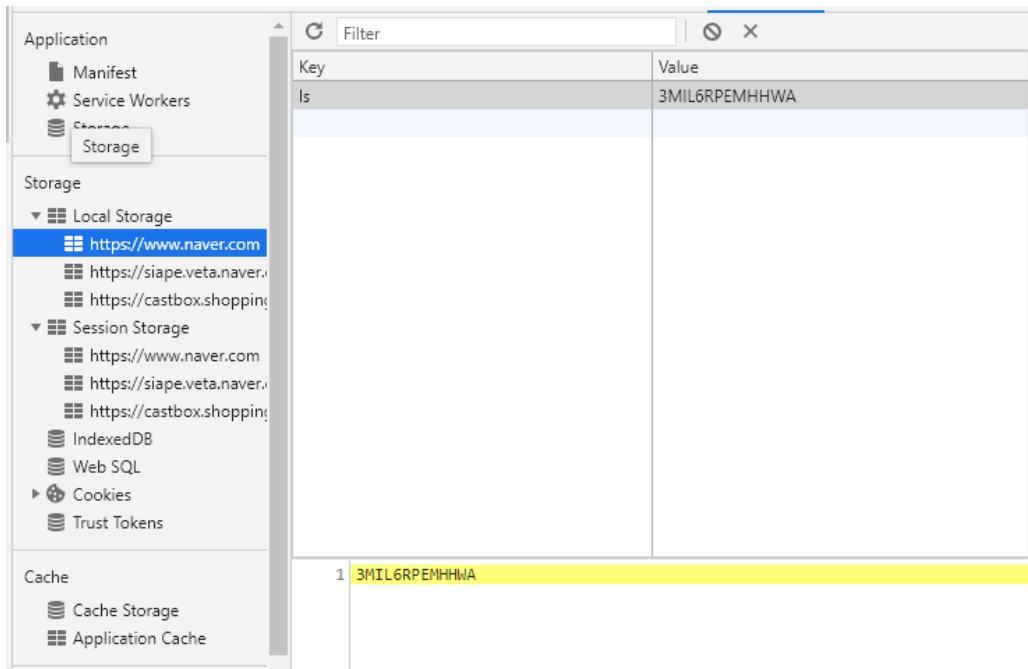 Application
Manifest
Service Workers
Storage
Storage
Storage
Local Storage
https://www.naver.com
https://siape.veta.naver.
https://castbox.shopping
Session Storage
https://www.naver.com
https://siape.veta.naver.
https://castbox.shopping
IndexedDB
Web SQL
Cookies
Trust Tokens
Cache
Cache Storage
Application Cache
Filter
Key Value
ls 3MIL6RPEMHHWA
1 3MIL6RPEMHHWA